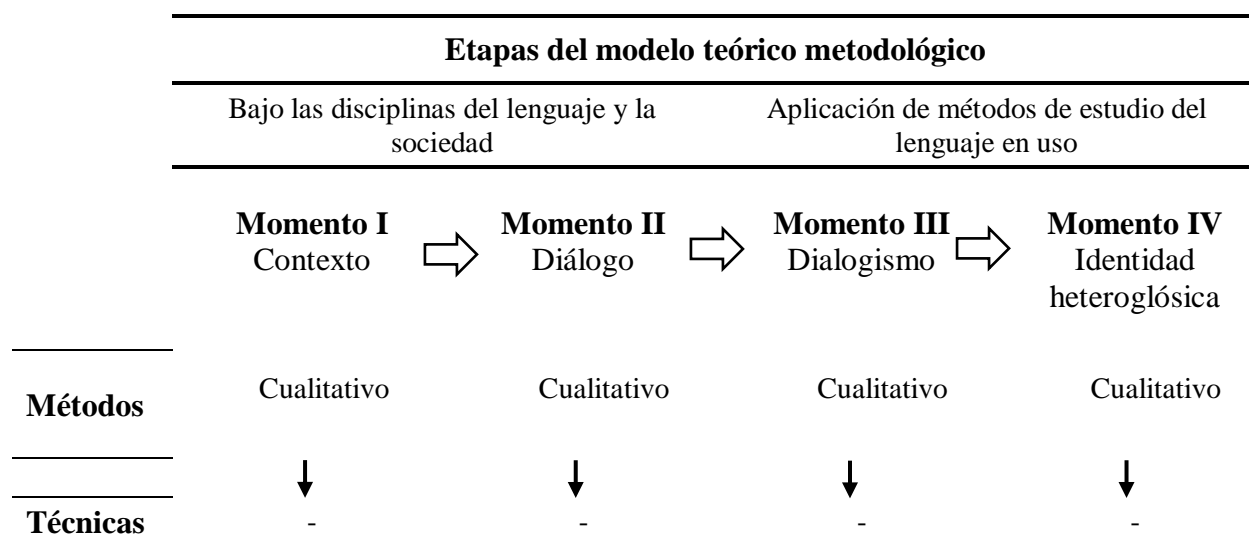 Etapas del modelo teórico metodológico
Bajo las disciplinas del lenguaje y la
sociedad
Aplicación de métodos de estudio del
lenguaje en uso
Momento I
Contexto
Momento II
Diálogo
Momento III
Dialogismo
Momento IV
Identidad
heteroglósica
Métodos
Cualitativo
Cualitativo
Cualitativo
Cualitativo
Técnicas
-
-
-
-